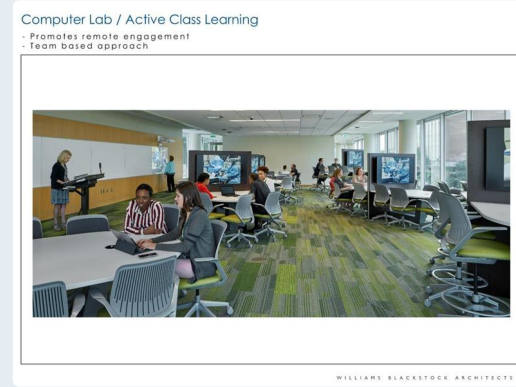 Computer Lab / Active Class Learning
- Promotes remote engagement
- Team based approach
WILLIAMS BLACKSTOCK ARCHITECTS